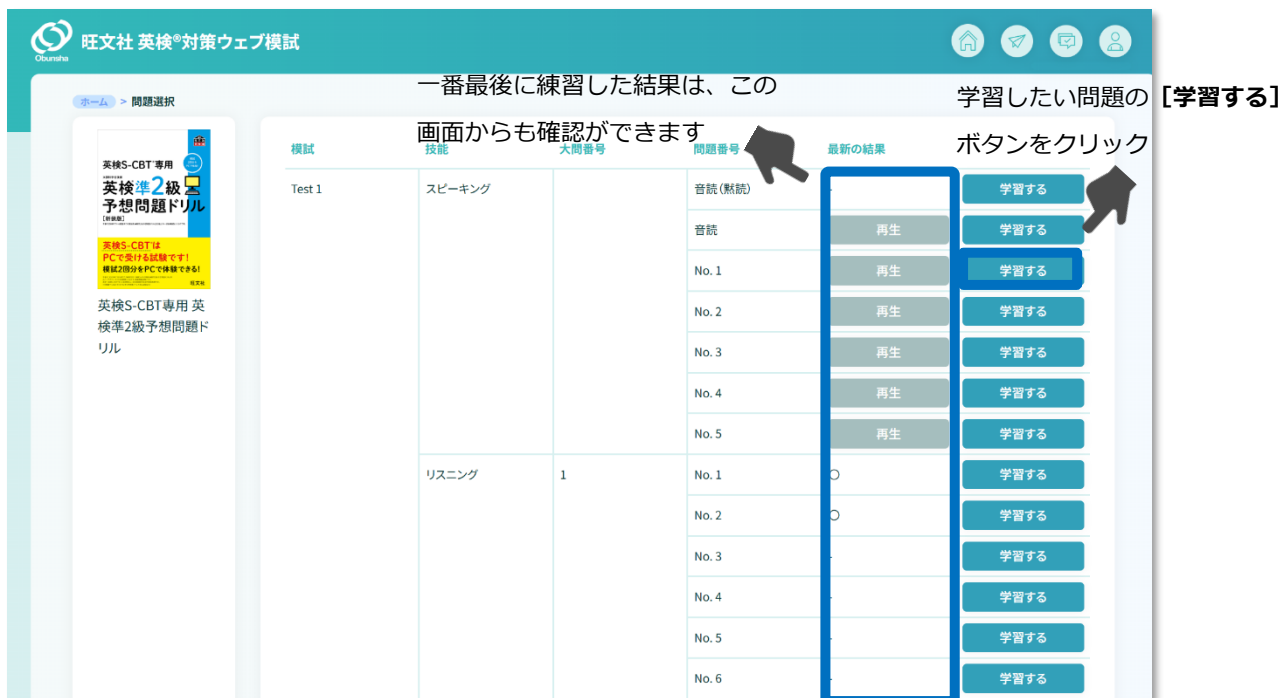 Obunsha
旺文社 英検®対策ウェブ模試
一番最後に練習した結果は、この
画面からも確認ができます
学習したい問題の［学習する］
ボタンをクリック
ホーム > 問題選択
英検S-CBT専用
英検準2級
予想問題ドリル
[新装版]
英検S-CBTは
PCで受ける試験です!
模試2回分をPCで体験できる!
旺文社
英検S-CBT専用 英
検準2級予想問題ド
リル
模試 技能 大問番号 問題番号 最新の結果
Test 1 スピーキング 音読(黙読) - 学習する
音読 再生 学習する
No. 1 再生 学習する
No. 2 再生 学習する
No. 3 再生 学習する
No. 4 再生 学習する
No. 5 再生 学習する
リスニング 1 No. 1 〇 学習する
No. 2 〇 学習する
No. 3 - 学習する
No. 4 - 学習する
No. 5 - 学習する
No. 6 - 学習する